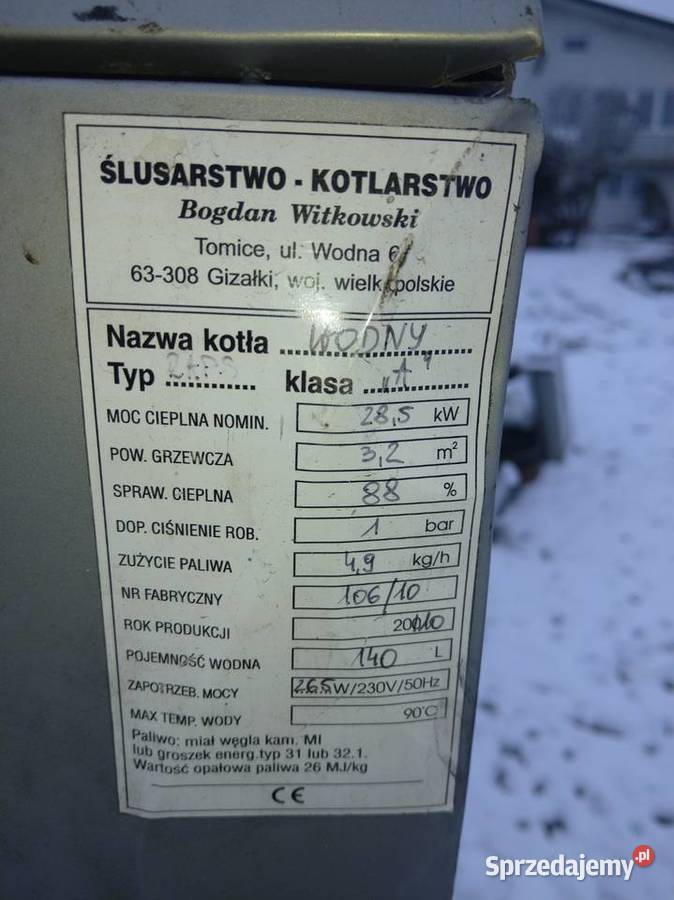 ŚLUSARSTWO - KOTLARSTWO
Bogdan Witkowski
Tomice, ul. Wodna 6
63-308 Gizałki, woj. wielkopolskie
Nazwa kotła WODNY
Typ klasa „A"
MOC CIEPLNA NOMIN. 28,5 kW
POW. GRZEWCZA 3,2 m²
SPRAW. CIEPLNA 88 %
DOP. CIŚNIENIE ROB. 1 bar
ZUŻYCIE PALIWA 4,9 kg/h
NR FABRYCZNY 106/10
ROK PRODUKCJI 2010
POJEMNOŚĆ WODNA 140 L
ZAPOTRZEB. MOCY 265W/230V/50Hz
MAX TEMP. WODY 90°C
Paliwo: miał węgla kam. MI
lub groszek energ.typ 31 lub 32.1.
Wartość opałowa paliwa 26 MJ/kg
CE
Sprzedajemy.pl